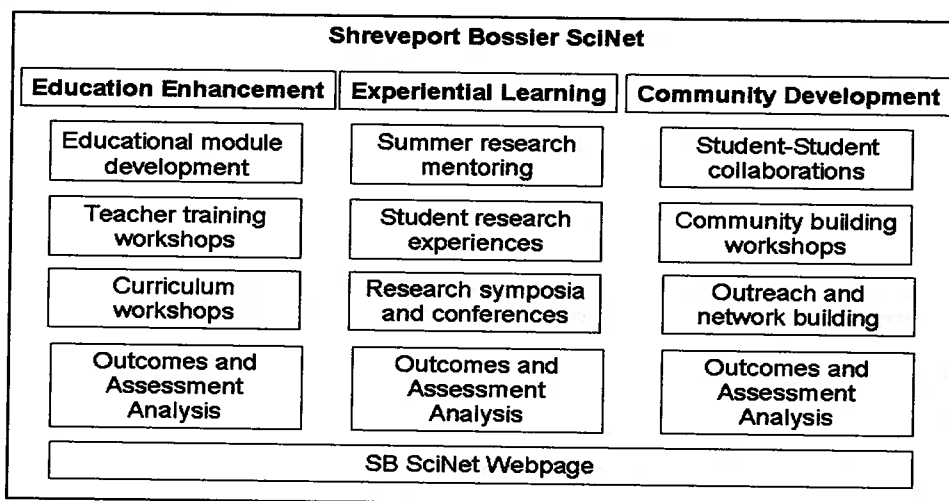 Shreveport Bossier SciNet
Education Enhancement
Experiential Learning
Community Development
Educational module
development
Summer research
mentoring
Student-Student
collaborations
Teacher training
workshops
Student research
experiences
Community building
workshops
Curriculum
workshops
Research symposia
and conferences
Outreach and
network building
Outcomes and
Assessment
Analysis
Outcomes and
Assessment
Analysis
Outcomes and
Assessment
Analysis
SB SciNet Webpage